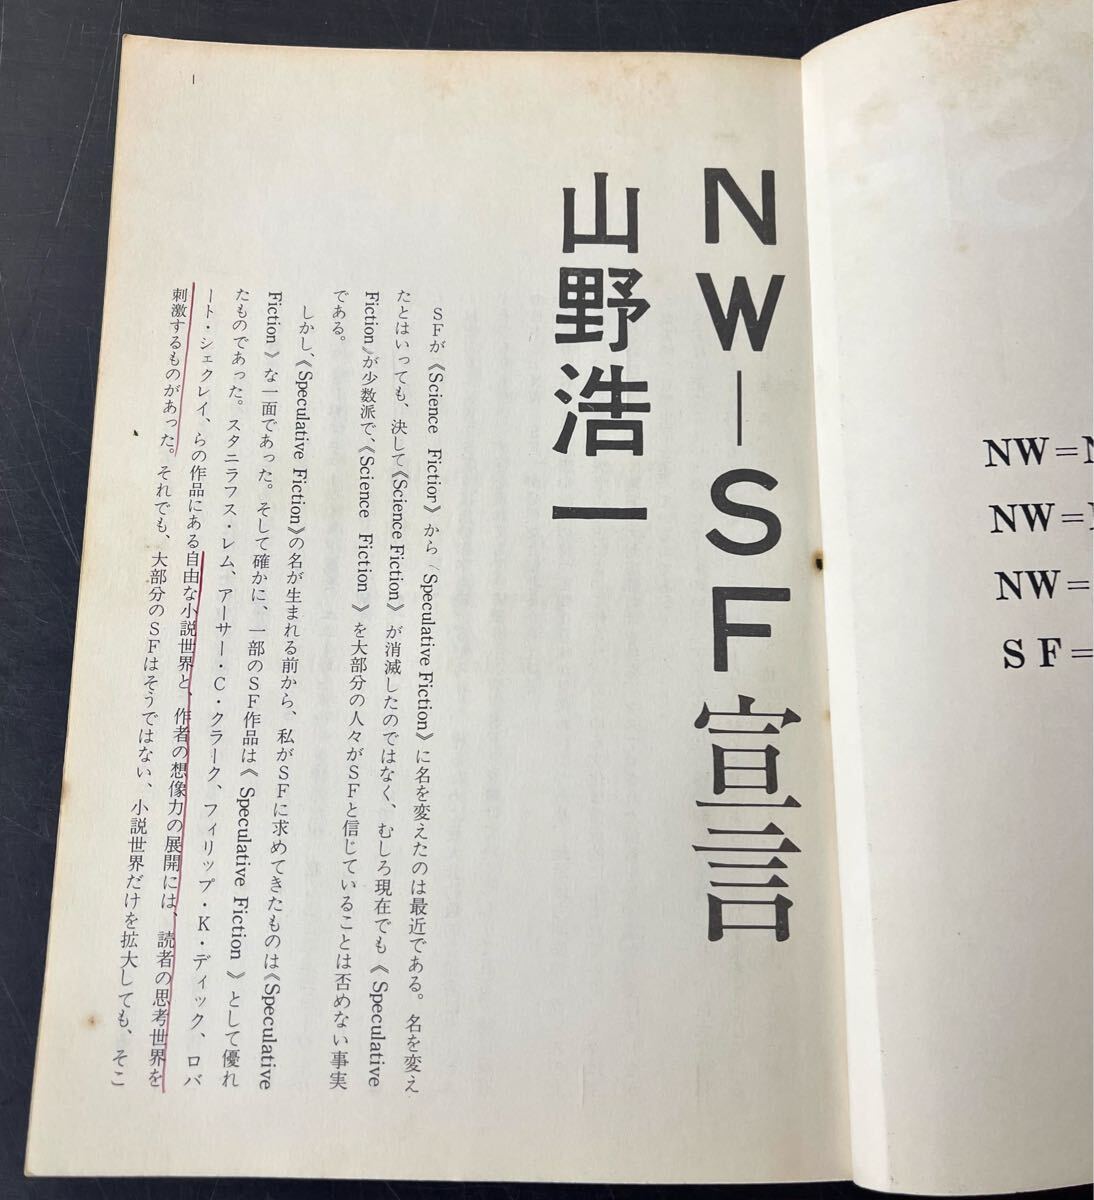 NW=
NW=
NW=
SF=
NW—SF宣言
山野浩一
SFが《Science Fictior》から《Speculative Fiction》に名を変えたのは最近である。名を変え
たとはいっても、決して《Science Fiction》が消滅したのではなく、むしろ現在でも《Speculative
Fiction》が少数派で、《Science Fiction》を大部分の人々がSFと信じていることは否めない事実
である。
しかし、《Speculative Fiction》の名が生まれる前から、私がSFに求めてきたものは《Speculative
Fiction》な一面であった。そして確かに、一部のSF作品は《Speculative Fiction》として優れ
たものであった。スタニラフス・レム、アーサー・C・クラーク、フィリップ・K・ディック、ロバ
ート・シェクレイ、らの作品にある自由な小説世界と、作者の想像力の展開には、読者の思考世界を
刺激するものがあった。それでも、大部分のSFはそうではない、小説世界だけを拡大しても、そこ
1